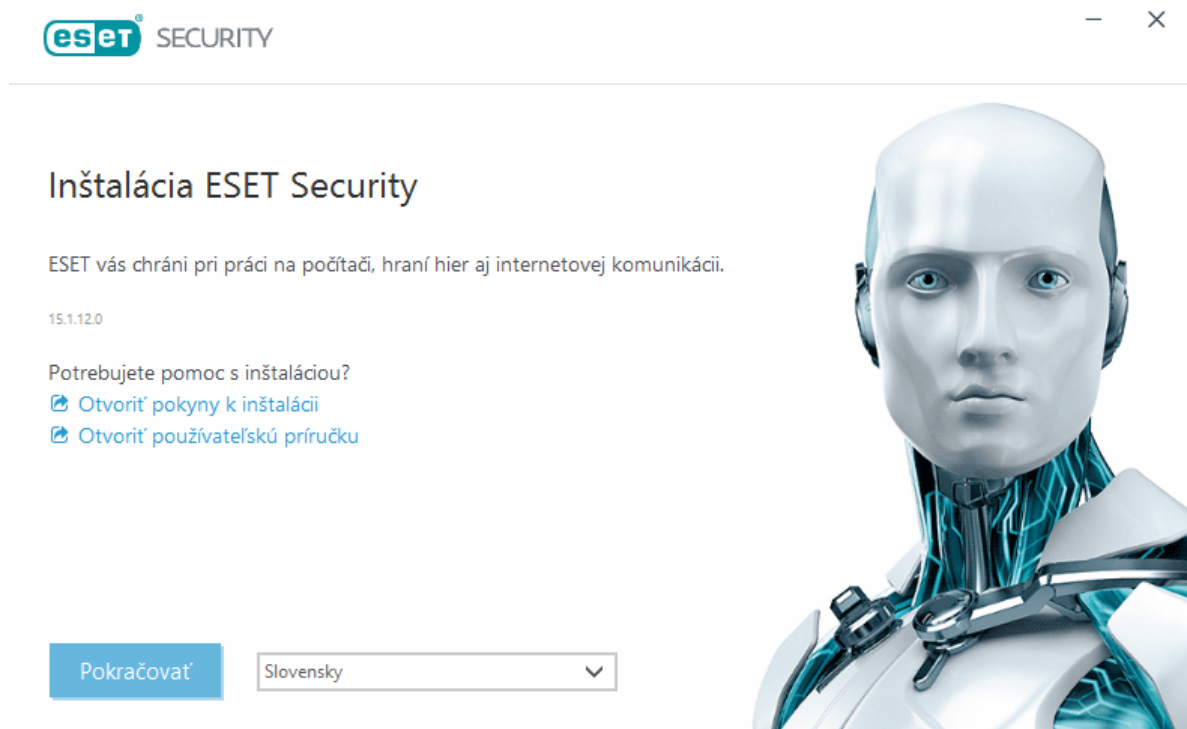 eset® SECURITY
Inštalácia ESET Security
ESET vás chráni pri práci na počítači, hraní hier aj internetovej komunikácii.
15.1.12.0
Potrebujete pomoc s inštaláciou?
Otvoriť pokyny k inštalácii
Otvoriť používateľskú príručku
Pokračovať
Slovensky